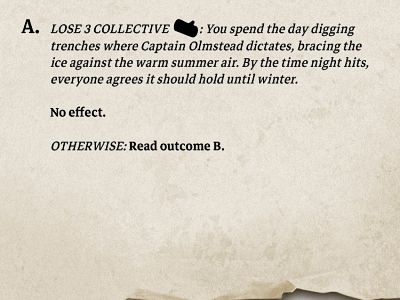 A. LOSE 3 COLLECTIVE : You spend the day digging
trenches where Captain Olmstead dictates, bracing the
ice against the warm summer air. By the time night hits,
everyone agrees it should hold until winter.
No effect.
OTHERWISE: Read outcome B.